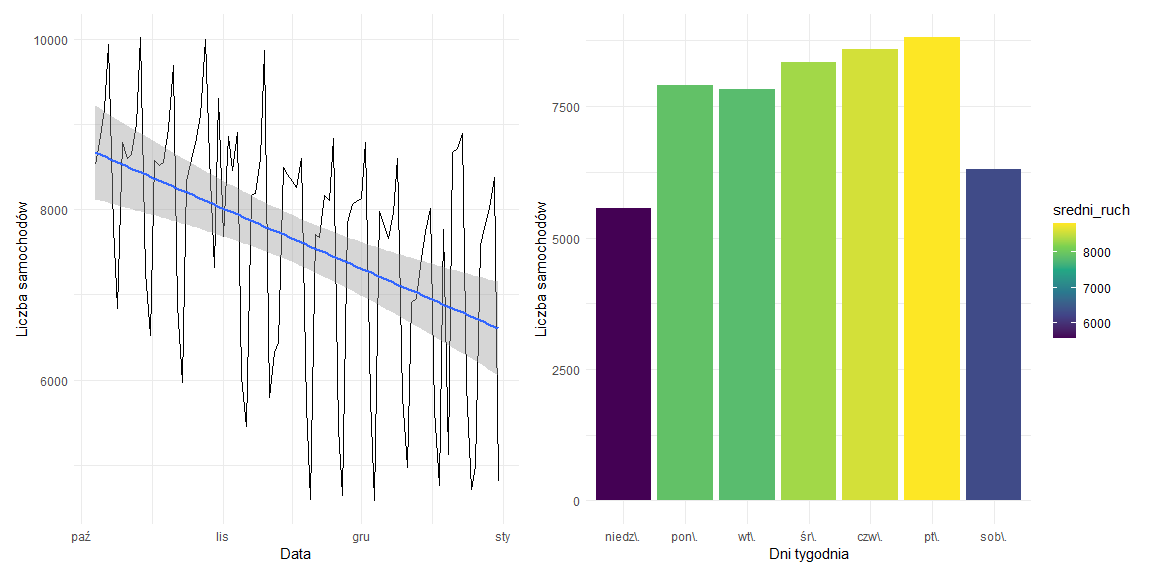 10000
8000
6000
Liczba samochodów
paź
lis
gru
sty
Data
7500
5000
2500
0
Liczba samochodów
niedz\.
pon\.
wt\.
śr\.
czw\.
pt\.
sob\.
Dni tygodnia
sredni_ruch
8000
7000
6000